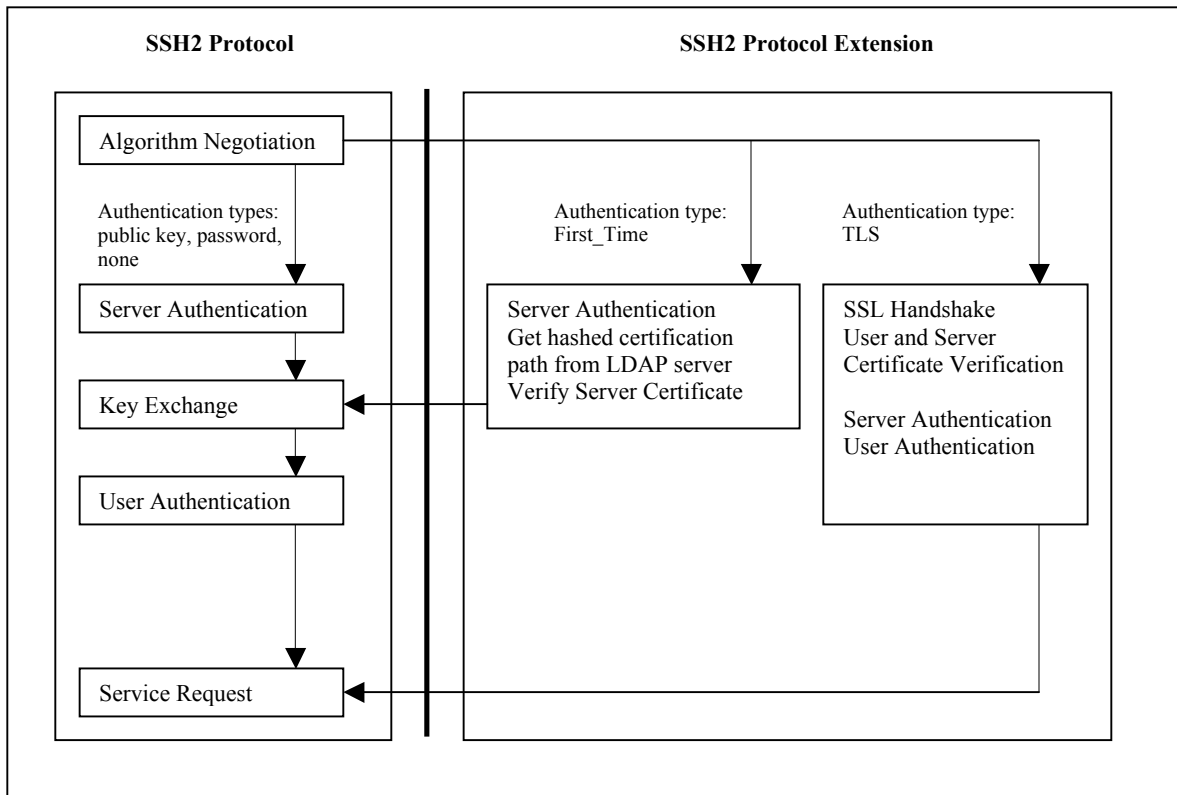 SSH2 Protocol
SSH2 Protocol Extension
Algorithm Negotiation
Authentication types:
public key, password,
none
Server Authentication
Key Exchange
User Authentication
Service Request
Authentication type:
First_Time
Server Authentication
Get hashed certification
path from LDAP server
Verify Server Certificate
Authentication type:
TLS
SSL Handshake
User and Server
Certificate Verification
Server Authentication
User Authentication